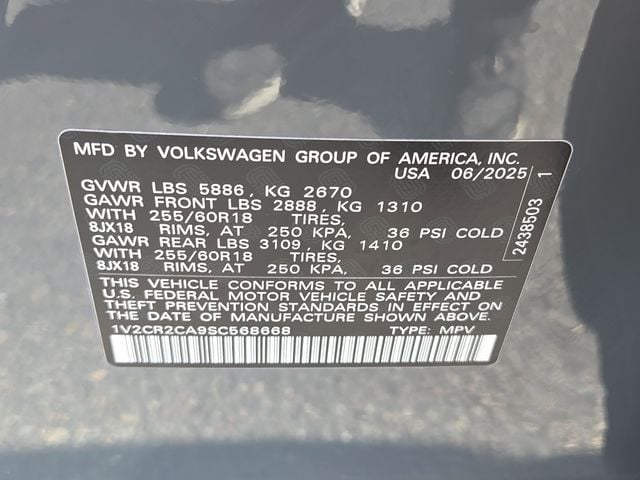 MFD BY VOLKSWAGEN GROUP OF AMERICA, INC.
USA 06/2025
GVWR LBS 5886, KG 2670
GAWR FRONT LBS 2888, KG 1310
WITH 255/60R18 TIRES,
8JX18 RIMS, AT 250 KPA, 36 PSI COLD
GAWR REAR LBS 3109, KG 1410
WITH 255/60R18 TIRES,
8JX18 RIMS, AT 250 KPA, 36 PSI COLD
THIS VEHICLE CONFORMS TO ALL APPLICABLE
U.S. FEDERAL MOTOR VEHICLE SAFETY AND
THEFT PREVENTION STANDARDS IN EFFECT ON
THE DATE OF MANUFACTURE SHOWN ABOVE.
1V2CR2CA9SC568668 TYPE: MPV
2438503 1